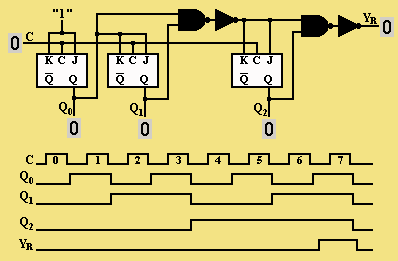 "1"
0 C Y_R 0
K C J K C J K C J
Q̅ Q Q̅ Q Q̅ Q
Q₀ Q₁ Q₂
0 0 0
C 0 1 2 3 4 5 6 7
Q₀
Q₁
Q₂
Y_R